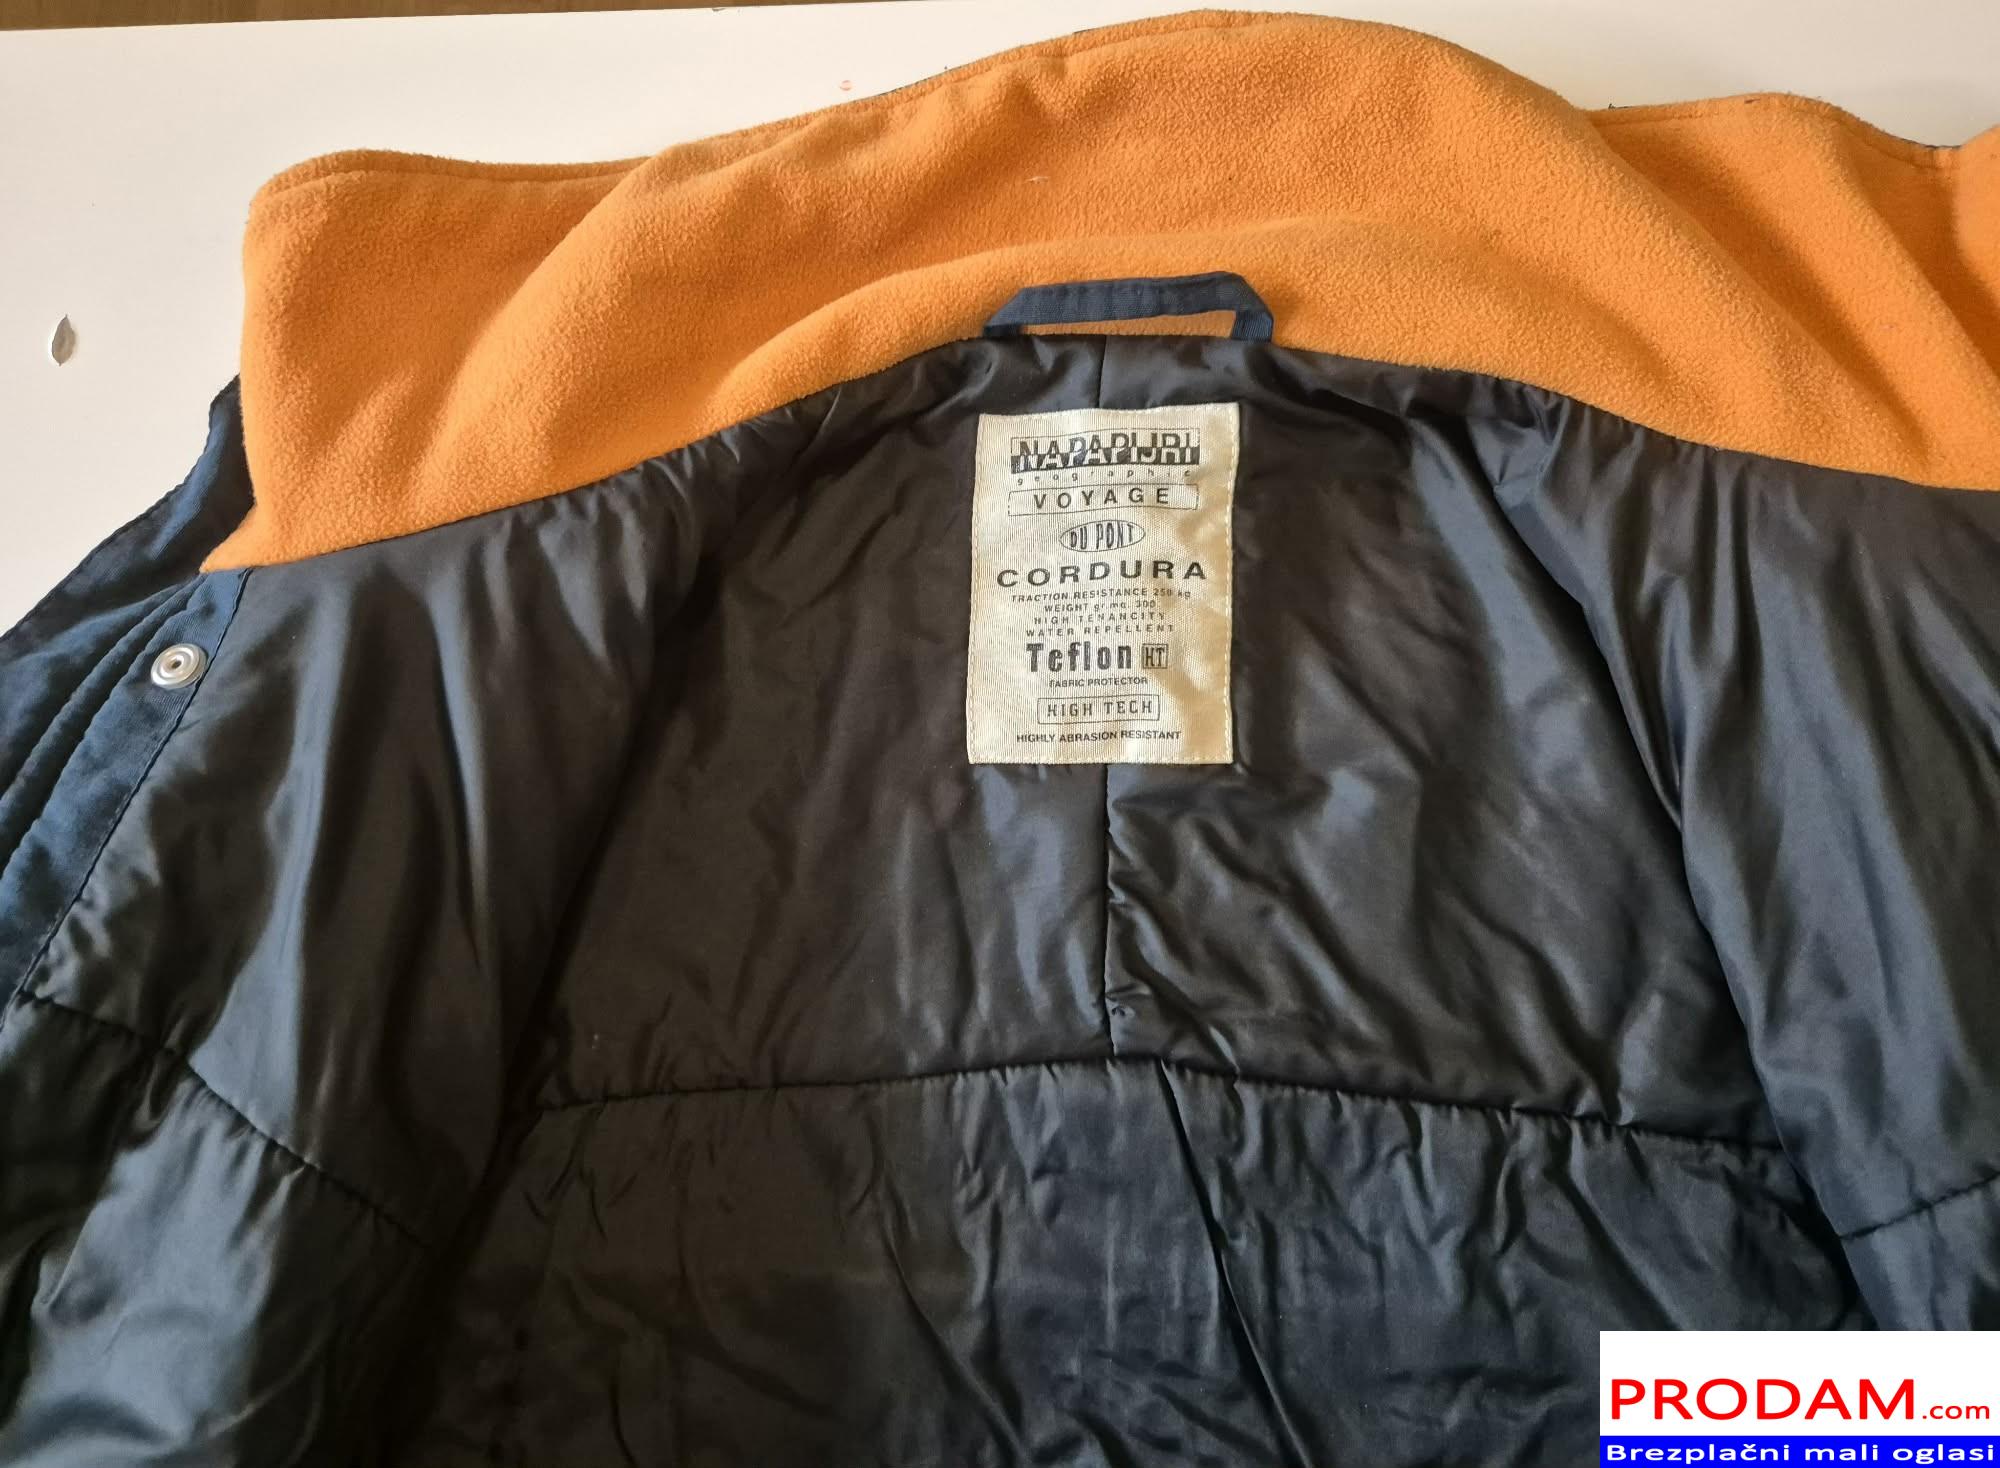 NAPAPIJRI
geographic
VOYAGE
DU PONT
CORDURA
TRACTION RESISTANCE 250 kg
WEIGHT gr.mq. 300
HIGH TENANCITY
WATER REPELLENT
Teflon HT
FABRIC PROTECTOR
HIGH TECH
HIGHLY ABRASION RESISTANT
PRODAM.com
Brezplačni mali oglasi